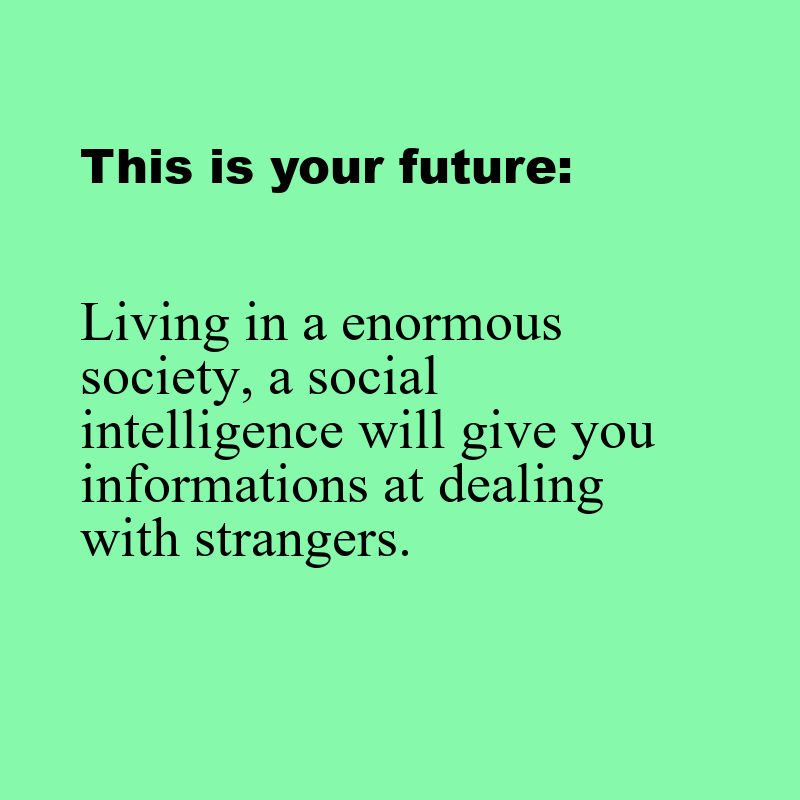 This is your future:
Living in a enormous
society, a social
intelligence will give you
informations at dealing
with strangers.